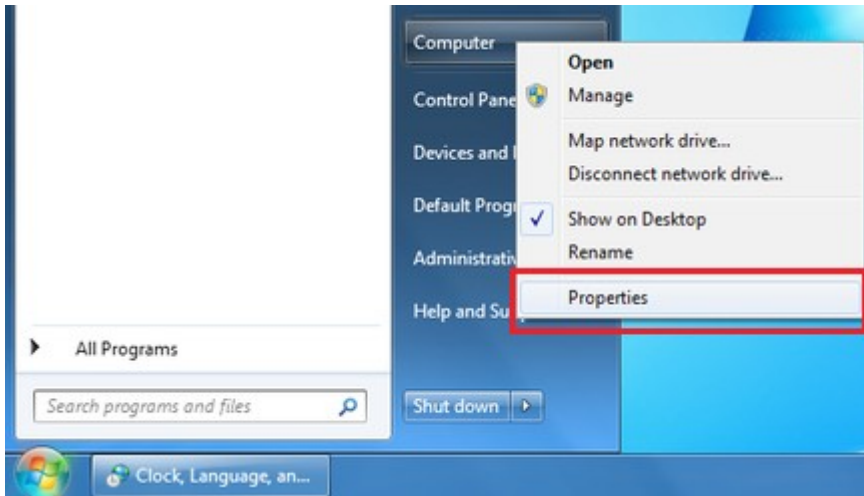 Computer
Control Pane
Devices and
Default Progr
Administrativ
Help and Su
All Programs
Search programs and files
Shut down
Open
Manage
Map network drive...
Disconnect network drive...
Show on Desktop
Rename
Properties
Clock, Language, an...